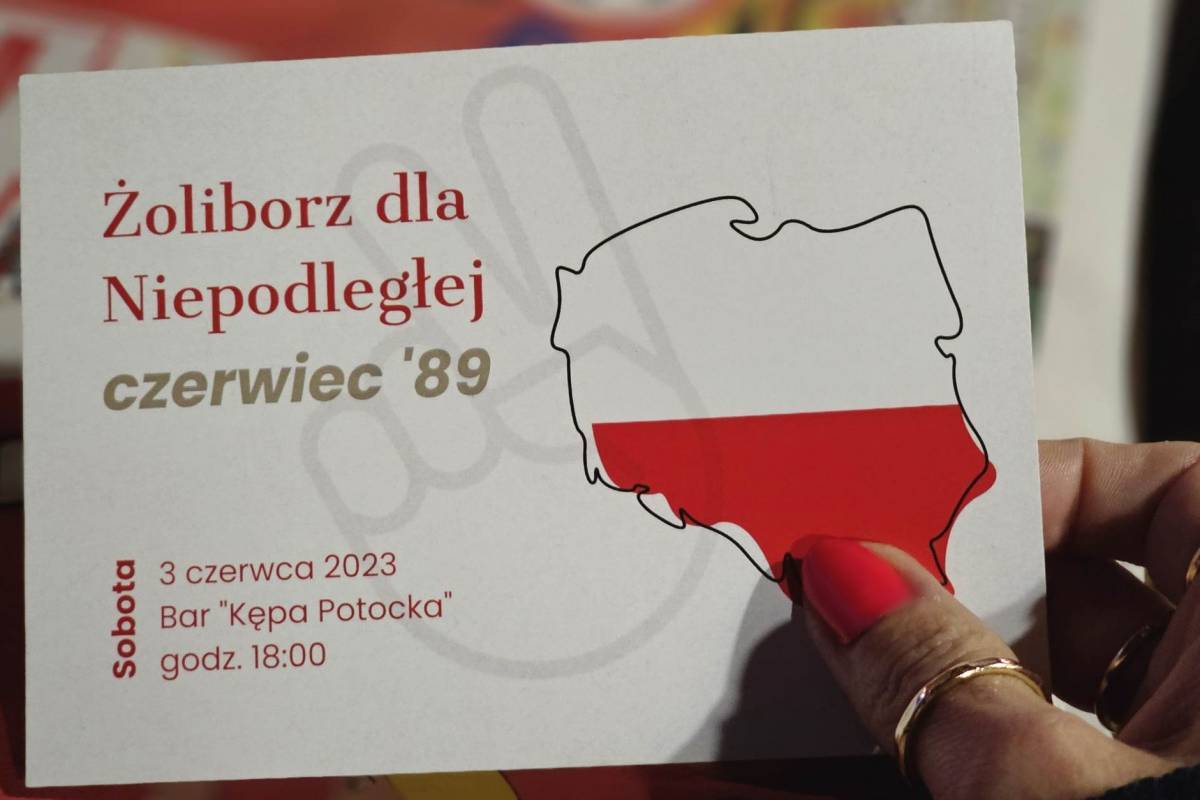 Żoliborz dla
Niepodległej
czerwiec '89
Sobota
3 czerwca 2023
Bar "Kępa Potocka"
godz. 18:00